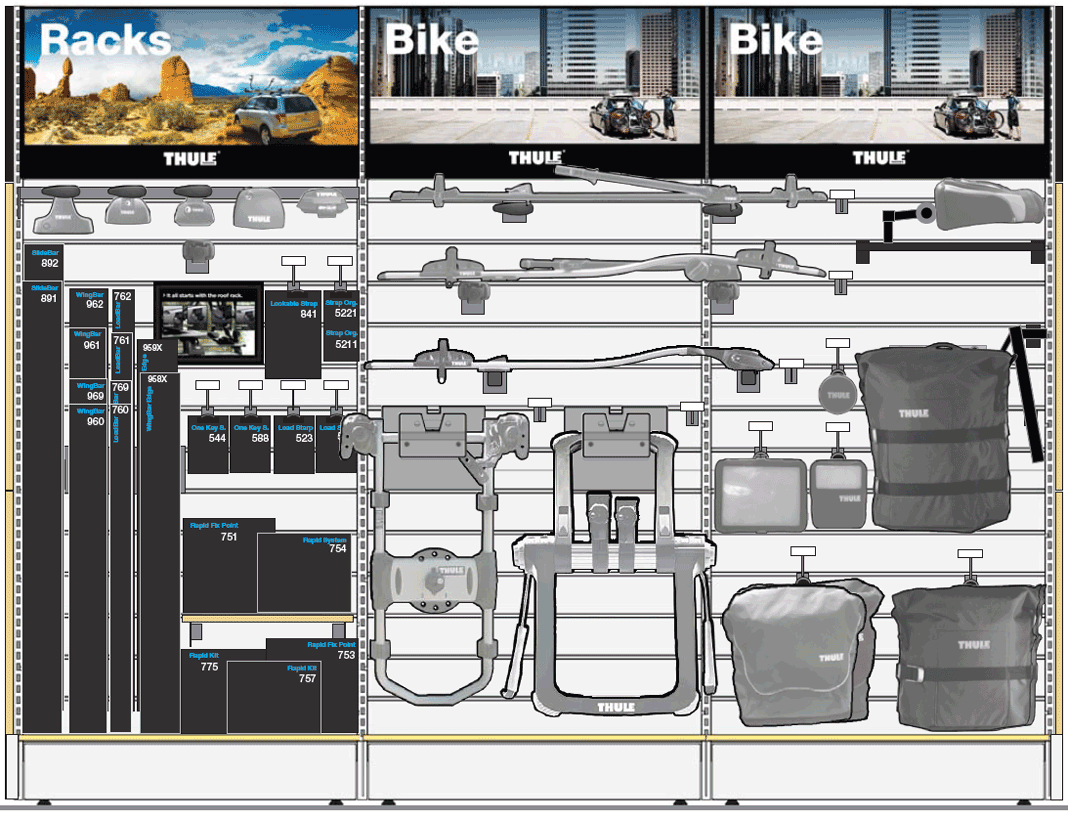 Racks
THULE
Bike
THULE
Bike
THULE
THULE
THULE
SlideBar
892
SlideBar
891
WingBar
962
WingBar
961
WingBar
969
WingBar
960
762
LoadBar
761
LoadBar
769
760
LoadBar
959X
Edge
958X
WingBar Edge
It all starts with the roof rack.
Lockable Strap
841
Strap Org.
5221
Strap Org.
5211
One Key S.
544
One Key S.
588
Load Starp
523
Load S
Rapid Fix Point
751
Rapid System
754
Rapid Kit
775
Rapid Fix Point
753
Rapid Kit
757
THULE
THULE
THULE
THULE
THULE
THULE